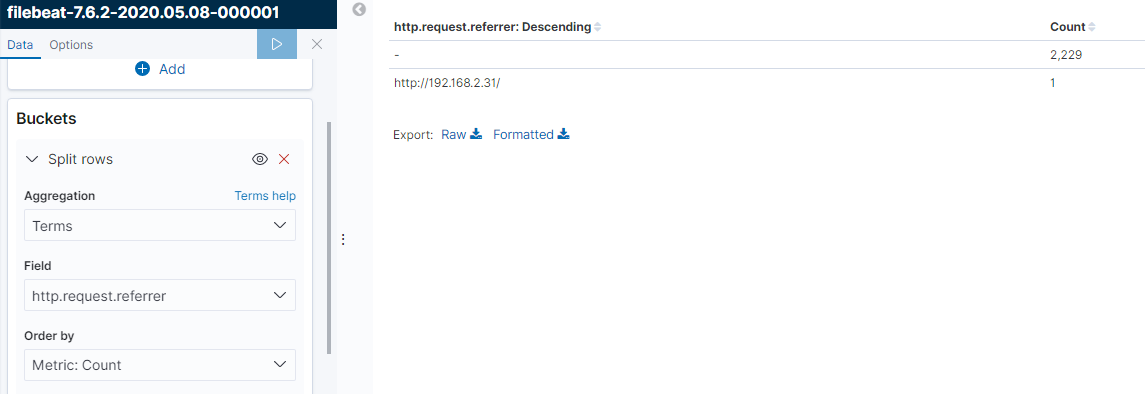 filebeat-7.6.2-2020.05.08-000001
Data Options
Add
Buckets
Split rows
Aggregation Terms help
Terms
Field
http.request.referrer
Order by
Metric: Count
http.request.referrer: Descending Count
- 2,229
http://192.168.2.31/ 1
Export: Raw Formatted